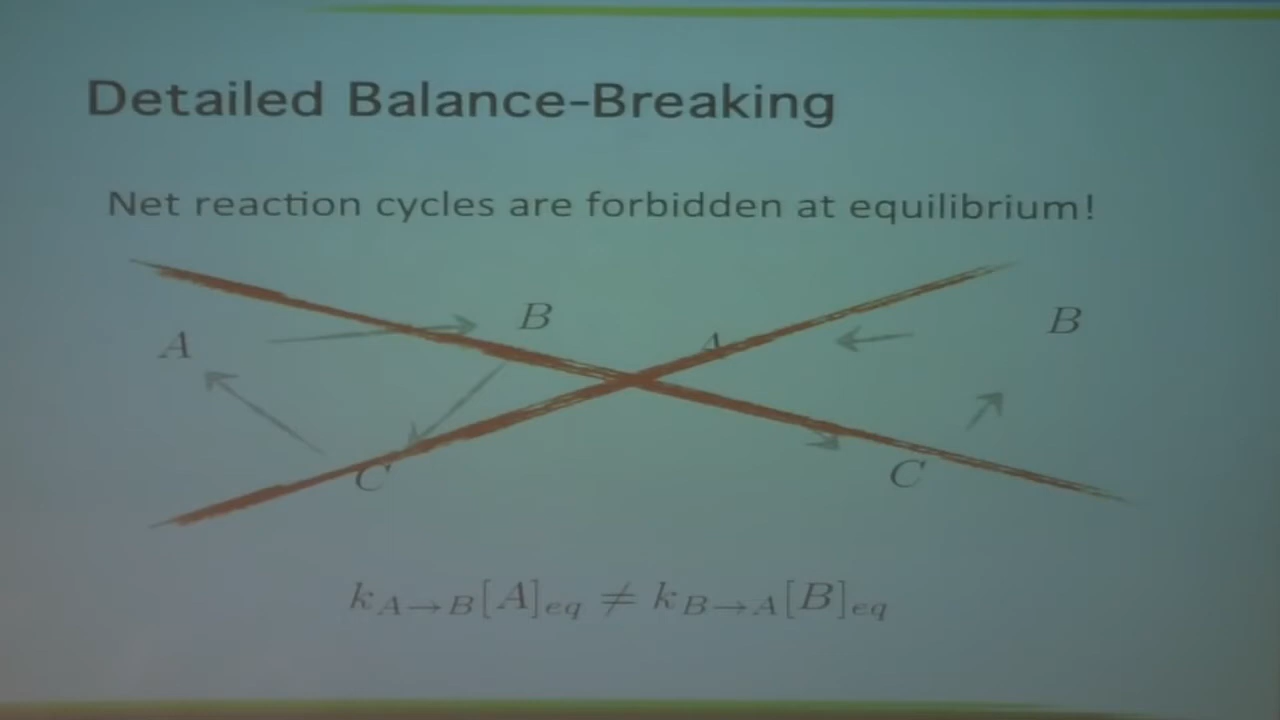 Detailed Balance-Breaking
Net reaction cycles are forbidden at equilibrium!
A B A B
C C
k_{A→B}[A]_{eq} ≠ k_{B→A}[B]_{eq}